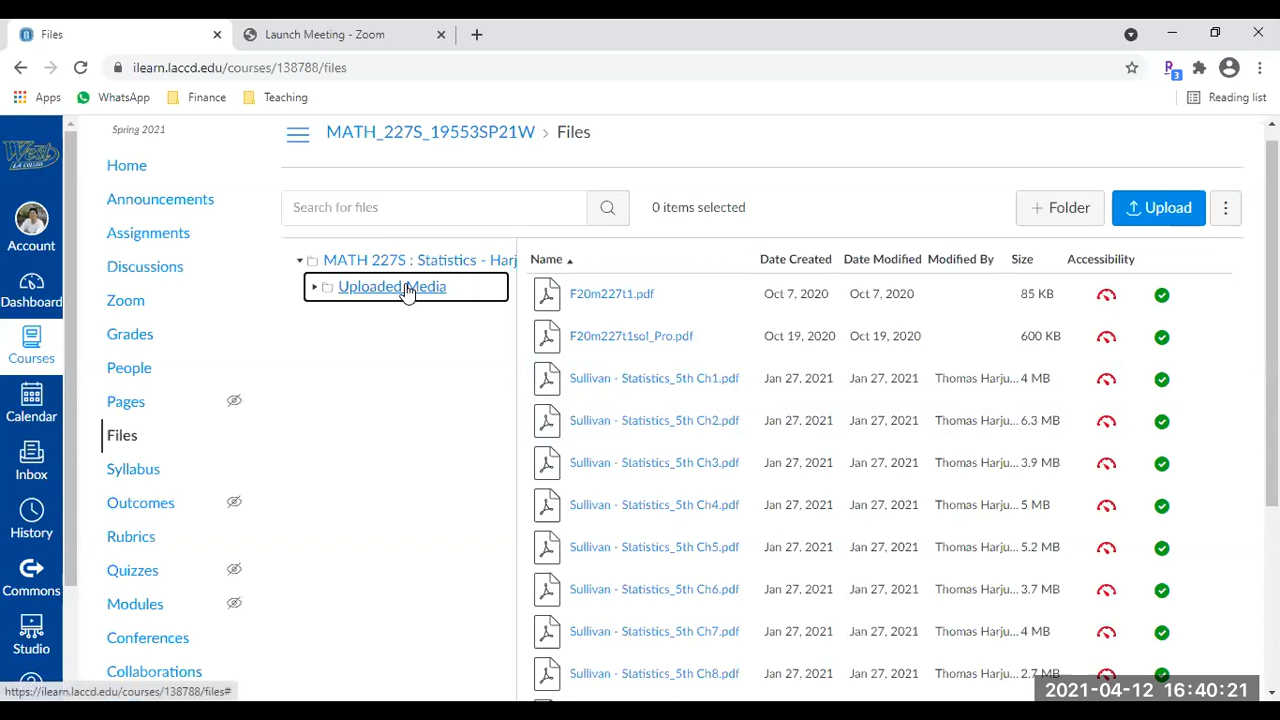 Files
Launch Meeting - Zoom
ilearn.laccd.edu/courses/138788/files
3
Apps
WhatsApp
Finance
Teaching
Reading list
West
LA COLLEGE
Account
Dashboard
Courses
Calendar
Inbox
History
Commons
Studio
Spring 2021
Home
Announcements
Assignments
Discussions
Zoom
Grades
People
Pages
Files
Syllabus
Outcomes
Rubrics
Quizzes
Modules
Conferences
Collaborations
MATH_227S_19553SP21W > Files
Search for files
0 items selected
+ Folder
Upload
MATH 227S : Statistics - Harj
Uploaded Media
Name Date Created Date Modified Modified By Size Accessibility
F20m227t1.pdf Oct 7, 2020 Oct 7, 2020 85 KB
F20m227t1sol_Pro.pdf Oct 19, 2020 Oct 19, 2020 600 KB
Sullivan - Statistics_5th Ch1.pdf Jan 27, 2021 Jan 27, 2021 Thomas Harju... 4 MB
Sullivan - Statistics_5th Ch2.pdf Jan 27, 2021 Jan 27, 2021 Thomas Harju... 6.3 MB
Sullivan - Statistics_5th Ch3.pdf Jan 27, 2021 Jan 27, 2021 Thomas Harju... 3.9 MB
Sullivan - Statistics_5th Ch4.pdf Jan 27, 2021 Jan 27, 2021 Thomas Harju... 5 MB
Sullivan - Statistics_5th Ch5.pdf Jan 27, 2021 Jan 27, 2021 Thomas Harju... 5.2 MB
Sullivan - Statistics_5th Ch6.pdf Jan 27, 2021 Jan 27, 2021 Thomas Harju... 3.7 MB
Sullivan - Statistics_5th Ch7.pdf Jan 27, 2021 Jan 27, 2021 Thomas Harju... 4 MB
Sullivan - Statistics_5th Ch8.pdf Jan 27, 2021 Jan 27, 2021 Thomas Harju... 2.7 MB
https://ilearn.laccd.edu/courses/138788/files#
2021-04-12 16:40:21